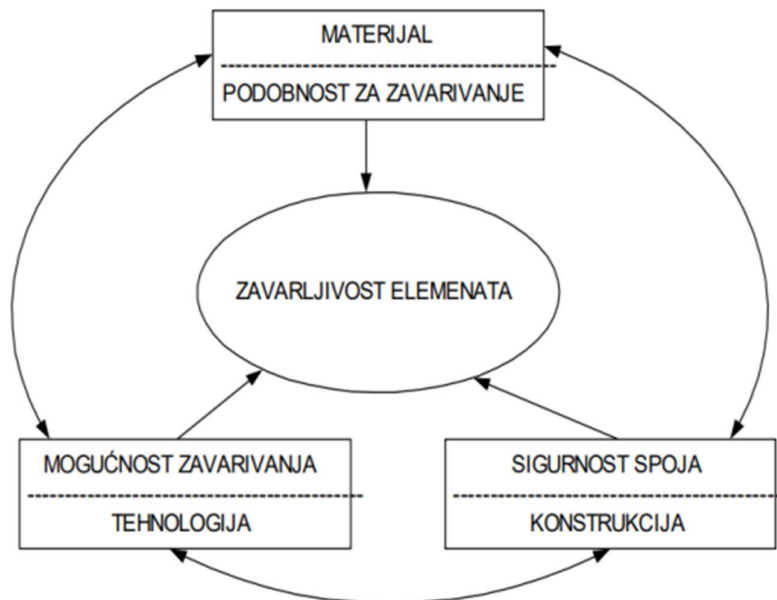 MATERIJAL
PODOBNOST ZA ZAVARIVANJE
ZAVARLJIVOST ELEMENATA
MOGUĆNOST ZAVARIVANJA
TEHNOLOGIJA
SIGURNOST SPOJA
KONSTRUKCIJA